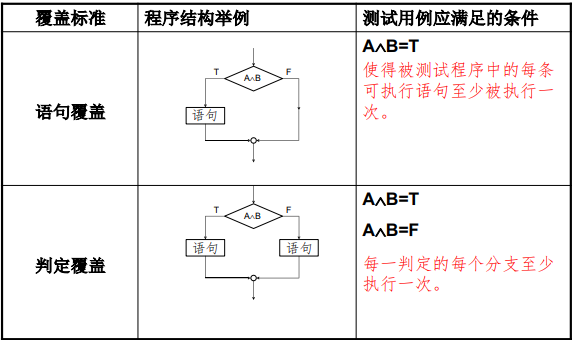 覆盖标准 程序结构举例 测试用例应满足的条件
语句覆盖
T A∧B F
语句
A∧B=T
使得被测试程序中的每条
可执行语句至少被执行一
次。
判定覆盖
T A∧B F
语句 语句
A∧B=T
A∧B=F
每一判定的每个分支至少
执行一次。